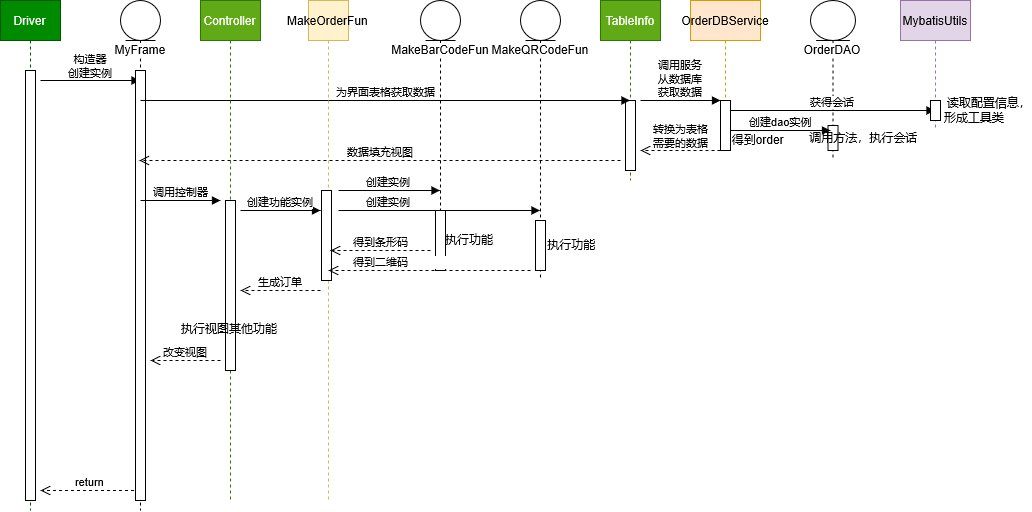 Driver
MyFrame
Controller
MakeOrderFun
MakeBarCodeFun
MakeQRCodeFun
TableInfo
OrderDBService
OrderDAO
MybatisUtils
构造器
创建实例
为界面表格获取数据
调用服务
从数据库
获取数据
获得会话
读取配置信息，
形成工具类
创建dao实例
调用方法，执行会话
得到order
转换为表格
需要的数据
数据填充视图
调用控制器
创建功能实例
创建实例
创建实例
执行功能
执行功能
得到条形码
得到二维码
生成订单
执行视图其他功能
改变视图
return